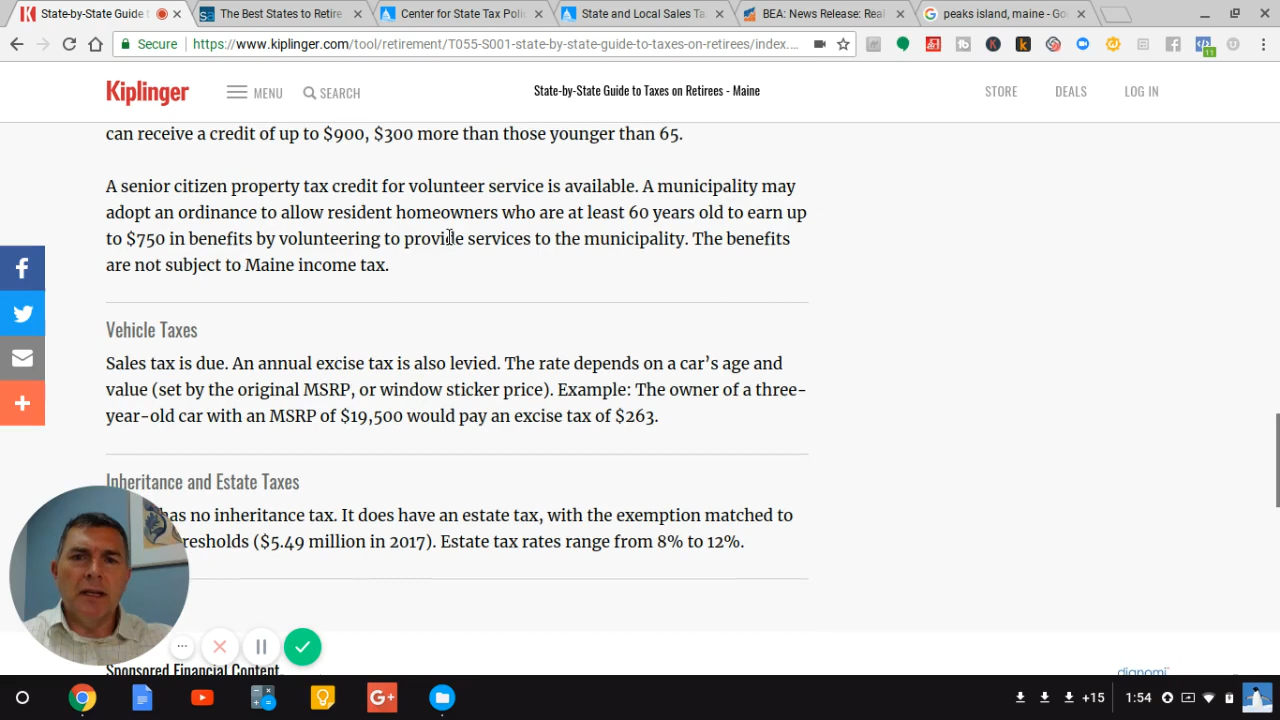 State-by-State Guide t
The Best States to Retire
Center for State Tax Poli
State and Local Sales Ta
BEA: News Release: Real
peaks island, maine - Go
Secure
https://www.kiplinger.com/tool/retirement/T055-S001-state-by-state-guide-to-taxes-on-retirees/index....
11
Kiplinger
MENU
SEARCH
State-by-State Guide to Taxes on Retirees - Maine
STORE
DEALS
LOG IN
can receive a credit of up to $900, $300 more than those younger than 65.
A senior citizen property tax credit for volunteer service is available. A municipality may
adopt an ordinance to allow resident homeowners who are at least 60 years old to earn up
to $750 in benefits by volunteering to provide services to the municipality. The benefits
are not subject to Maine income tax.
Vehicle Taxes
Sales tax is due. An annual excise tax is also levied. The rate depends on a car's age and
value (set by the original MSRP, or window sticker price). Example: The owner of a three-
year-old car with an MSRP of $19,500 would pay an excise tax of $263.
Inheritance and Estate Taxes
has no inheritance tax. It does have an estate tax, with the exemption matched to
resholds ($5.49 million in 2017). Estate tax rates range from 8% to 12%.
Sponsored Financial Content
dianomi
+15
1:54